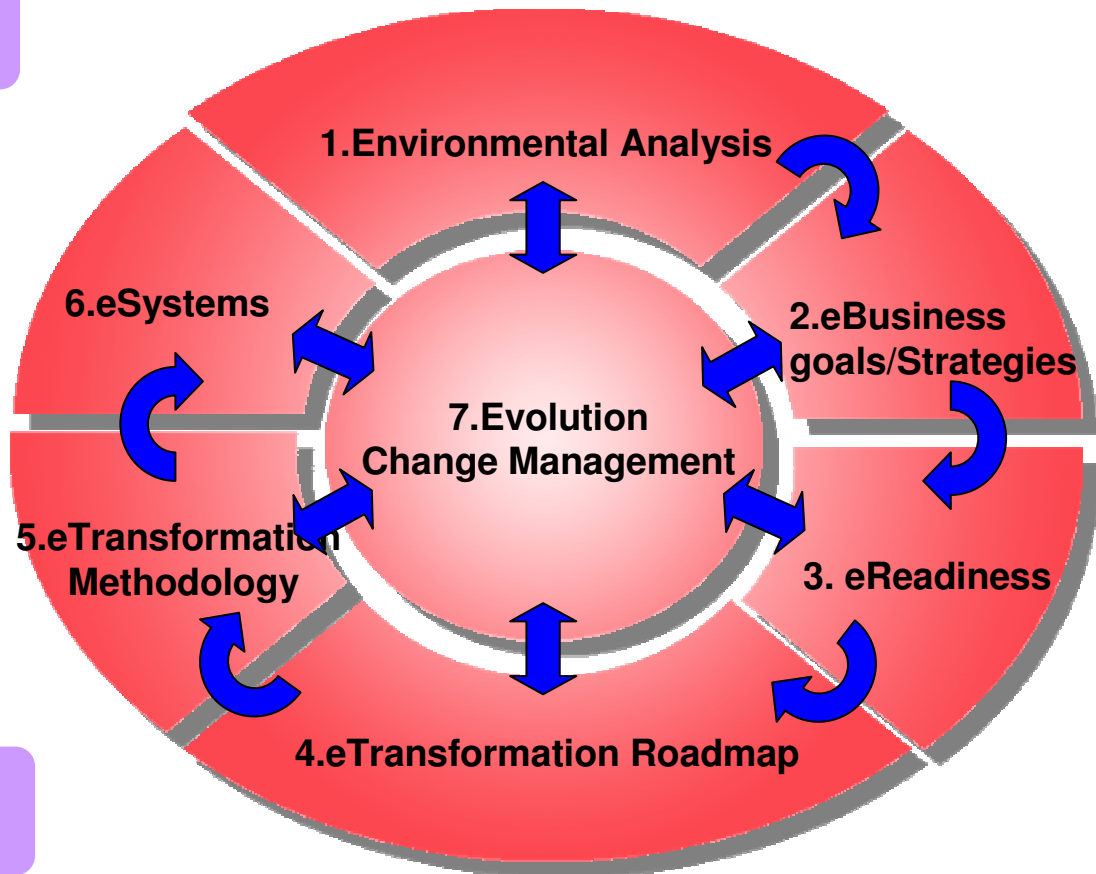 1.Environmental Analysis
2.eBusiness
goals/Strategies
3. eReadiness
4.eTransformation Roadmap
5.eTransformation
Methodology
6.eSystems
7.Evolution
Change Management